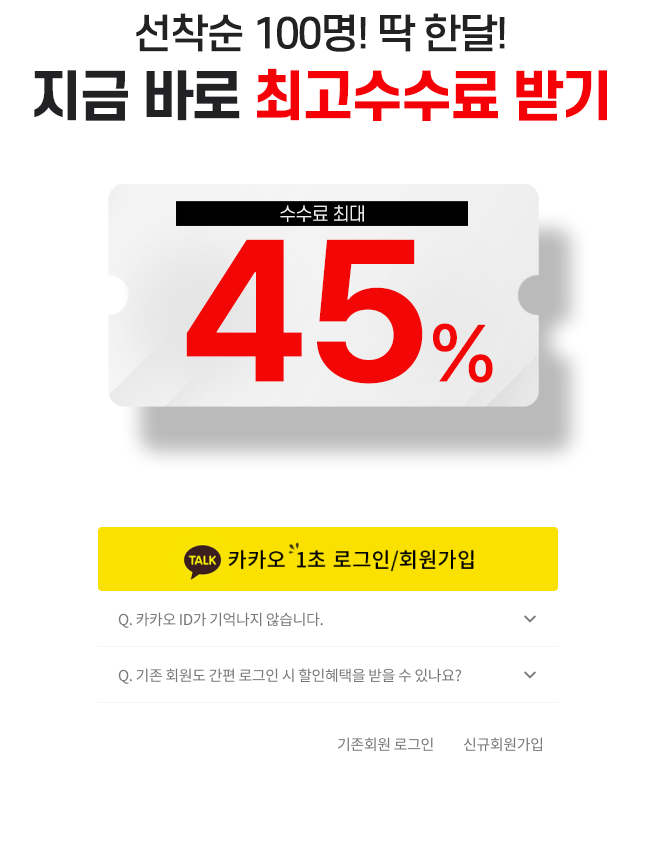 선착순 100명! 딱 한달!
지금 바로 최고수수료 받기
수수료 최대
45%
TALK 카카오 1초 로그인/회원가입
Q. 카카오 ID가 기억나지 않습니다.
Q. 기존 회원도 간편 로그인 시 할인혜택을 받을 수 있나요?
기존회원 로그인 신규회원가입